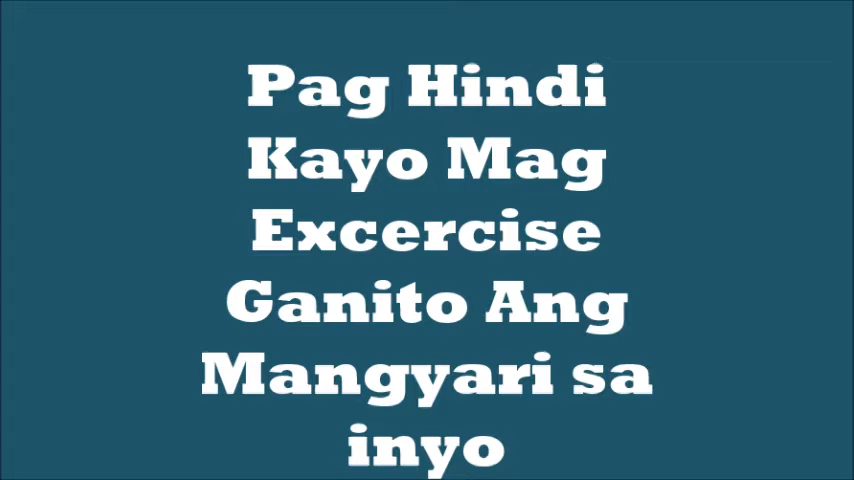 Pag Hindi
Kayo Mag
Excercise
Ganito Ang
Mangyari sa
inyo